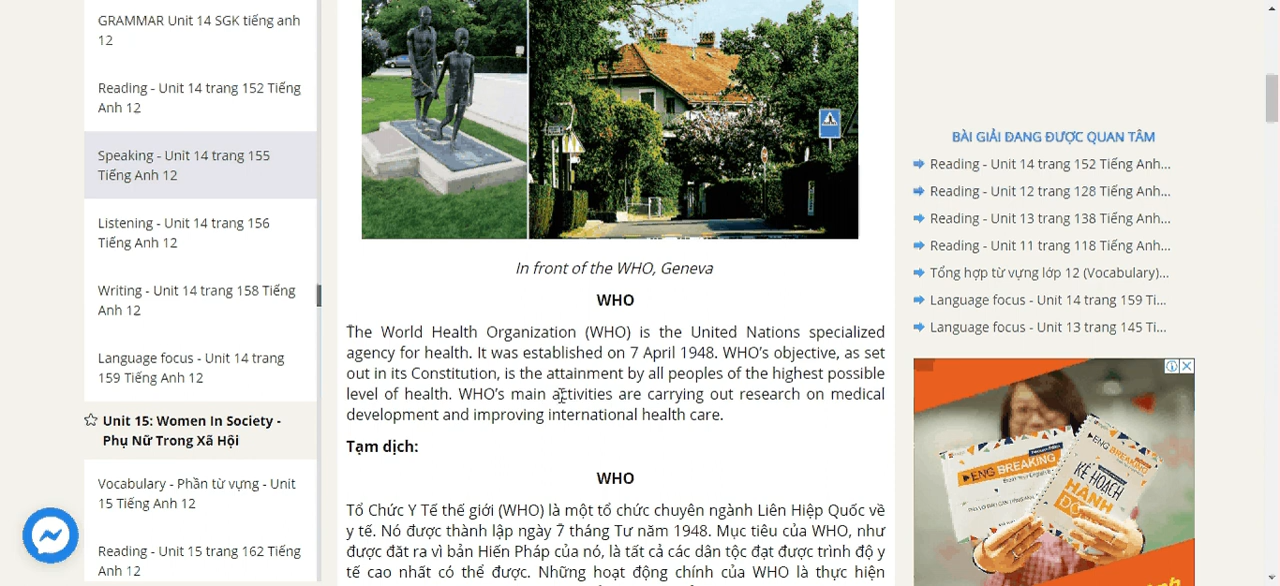 GRAMMAR Unit 14 SGK tiếng anh
12
Reading - Unit 14 trang 152 Tiếng
Anh 12
Speaking - Unit 14 trang 155
Tiếng Anh 12
Listening - Unit 14 trang 156
Tiếng Anh 12
Writing - Unit 14 trang 158 Tiếng
Anh 12
Language focus - Unit 14 trang
159 Tiếng Anh 12
Unit 15: Women In Society -
Phụ Nữ Trong Xã Hội
Vocabulary - Phần từ vựng - Unit
15 Tiếng Anh 12
Reading - Unit 15 trang 162 Tiếng
Anh 12
In front of the WHO, Geneva
WHO
The World Health Organization (WHO) is the United Nations specialized
agency for health. It was established on 7 April 1948. WHO’s objective, as set
out in its Constitution, is the attainment by all peoples of the highest possible
level of health. WHO’s main activities are carrying out research on medical
development and improving international health care.
Tạm dịch:
WHO
Tổ Chức Y Tế thế giới (WHO) là một tổ chức chuyên ngành Liên Hiệp Quốc về
y tế. Nó được thành lập ngày 7 tháng Tư năm 1948. Mục tiêu của WHO, như
được đặt ra vì bản Hiến Pháp của nó, là tất cả các dân tộc đạt được trình độ y
tế cao nhất có thể được. Những hoạt động chính của WHO là thực hiện
BÀI GIẢI ĐANG ĐƯỢC QUAN TÂM
Reading - Unit 14 trang 152 Tiếng Anh...
Reading - Unit 12 trang 128 Tiếng Anh...
Reading - Unit 13 trang 138 Tiếng Anh...
Reading - Unit 11 trang 118 Tiếng Anh...
Tổng hợp từ vựng lớp 12 (Vocabulary)...
Language focus - Unit 14 trang 159 Ti...
Language focus - Unit 13 trang 145 Ti...
ENG BREAKING
ENG BREAKING
KẾ HOẠCH
HÀNH